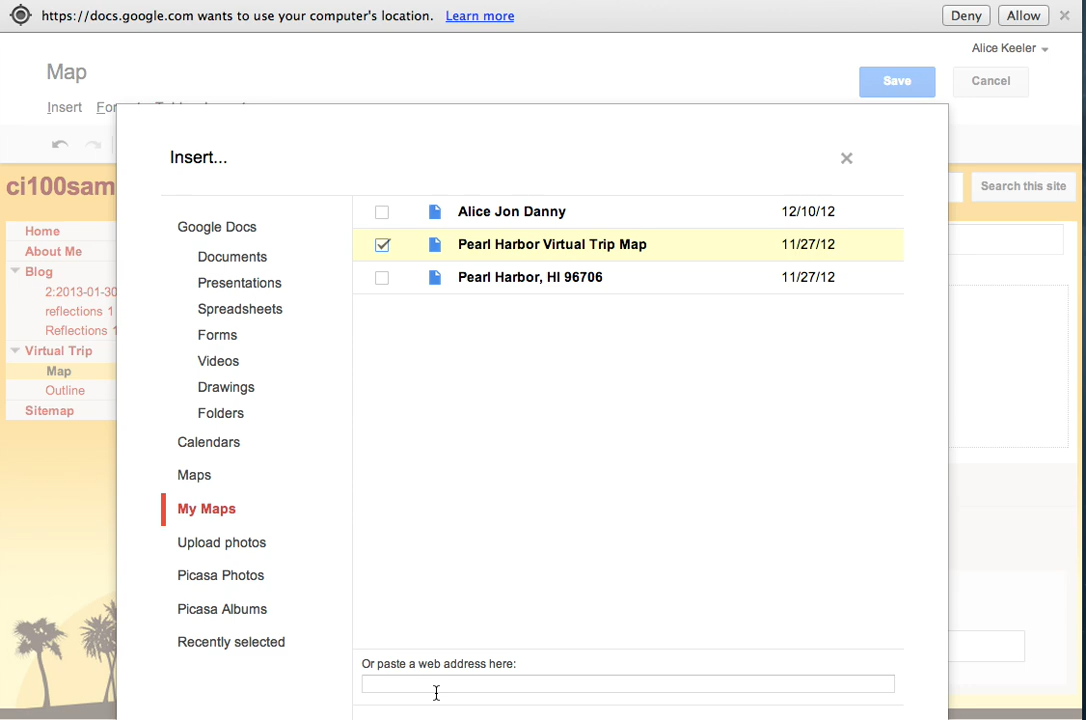 https://docs.google.com wants to use your computer's location. Learn more Deny Allow
Alice Keeler
Map
Save Cancel
Insert
Insert...
ci100sam
Search this site
Home
About Me
Blog
2:2013-01-30
reflections 1
Reflections 1
Virtual Trip
Map
Outline
Sitemap
Google Docs
Documents
Presentations
Spreadsheets
Forms
Videos
Drawings
Folders
Calendars
Maps
My Maps
Upload photos
Picasa Photos
Picasa Albums
Recently selected
Alice Jon Danny 12/10/12
Pearl Harbor Virtual Trip Map 11/27/12
Pearl Harbor, HI 96706 11/27/12
Or paste a web address here: